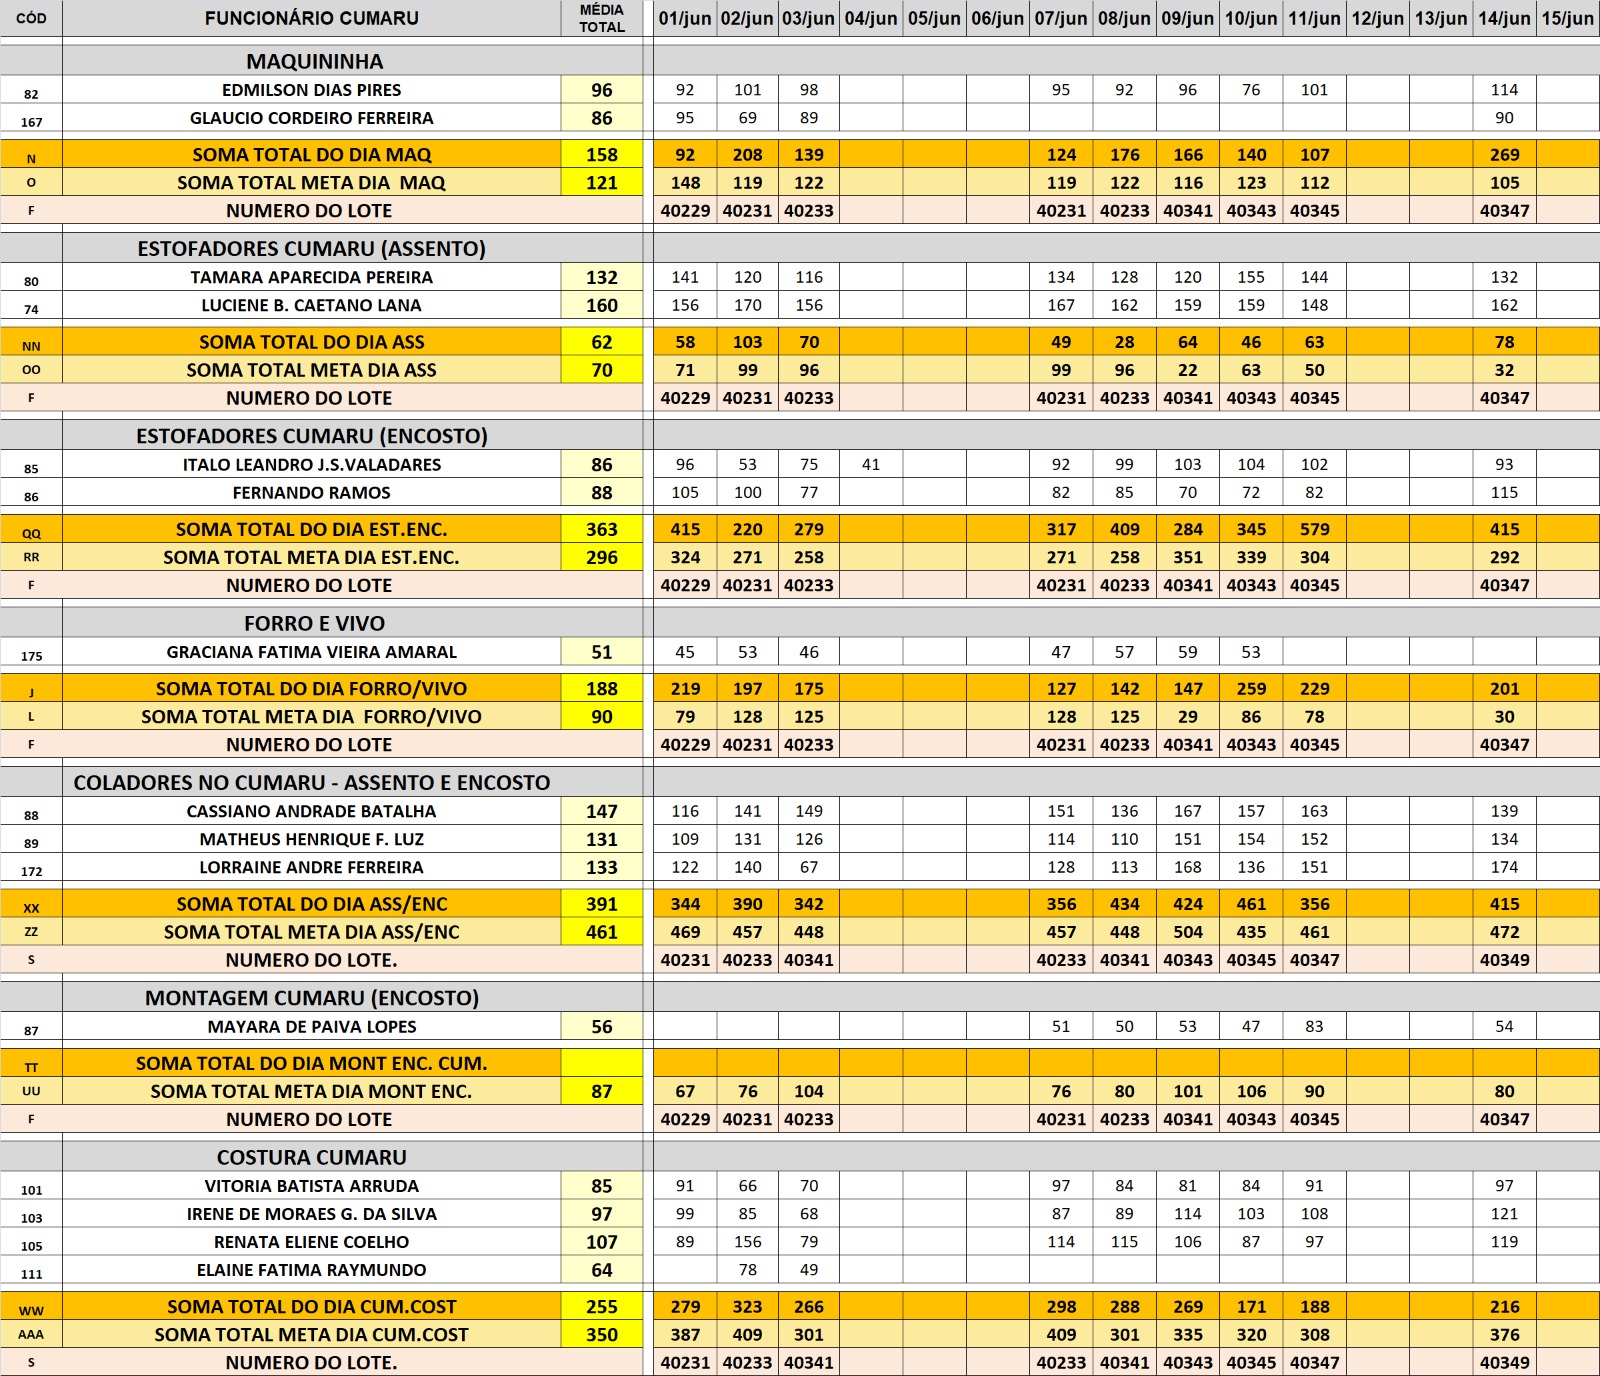 CÓD FUNCIONÁRIO CUMARU MÉDIA TOTAL 01/jun 02/jun 03/jun 04/jun 05/jun 06/jun 07/jun 08/jun 09/jun 10/jun 11/jun 12/jun 13/jun 14/jun 15/jun
MAQUININHA
82 EDMILSON DIAS PIRES 96 92 101 98 95 92 96 76 101 114
167 GLAUCIO CORDEIRO FERREIRA 86 95 69 89 90
N SOMA TOTAL DO DIA MAQ 158 92 208 139 124 176 166 140 107 269
O SOMA TOTAL META DIA MAQ 121 148 119 122 119 122 116 123 112 105
F NUMERO DO LOTE 40229 40231 40233 40231 40233 40341 40343 40345 40347
ESTOFADORES CUMARU (ASSENTO)
80 TAMARA APARECIDA PEREIRA 132 141 120 116 134 128 120 155 144 132
74 LUCIENE B. CAETANO LANA 160 156 170 156 167 162 159 159 148 162
NN SOMA TOTAL DO DIA ASS 62 58 103 70 49 28 64 46 63 78
OO SOMA TOTAL META DIA ASS 70 71 99 96 99 96 22 63 50 32
F NUMERO DO LOTE 40229 40231 40233 40231 40233 40341 40343 40345 40347
ESTOFADORES CUMARU (ENCOSTO)
85 ITALO LEANDRO J.S.VALADARES 86 96 53 75 41 92 99 103 104 102 93
86 FERNANDO RAMOS 88 105 100 77 82 85 70 72 82 115
QQ SOMA TOTAL DO DIA EST.ENC. 363 415 220 279 317 409 284 345 579 415
RR SOMA TOTAL META DIA EST.ENC. 296 324 271 258 271 258 351 339 304 292
F NUMERO DO LOTE 40229 40231 40233 40231 40233 40341 40343 40345 40347
FORRO E VIVO
175 GRACIANA FATIMA VIEIRA AMARAL 51 45 53 46 47 57 59 53
J SOMA TOTAL DO DIA FORRO/VIVO 188 219 197 175 127 142 147 259 229 201
L SOMA TOTAL META DIA FORRO/VIVO 90 79 128 125 128 125 29 86 78 30
F NUMERO DO LOTE 40229 40231 40233 40231 40233 40341 40343 40345 40347
COLADORES NO CUMARU - ASSENTO E ENCOSTO
88 CASSIANO ANDRADE BATALHA 147 116 141 149 151 136 167 157 163 139
89 MATHEUS HENRIQUE F. LUZ 131 109 131 126 114 110 151 154 152 134
172 LORRAINE ANDRE FERREIRA 133 122 140 67 128 113 168 136 151 174
XX SOMA TOTAL DO DIA ASS/ENC 391 344 390 342 356 434 424 461 356 415
ZZ SOMA TOTAL META DIA ASS/ENC 461 469 457 448 457 448 504 435 461 472
S NUMERO DO LOTE. 40231 40233 40341 40233 40341 40343 40345 40347 40349
MONTAGEM CUMARU (ENCOSTO)
87 MAYARA DE PAIVA LOPES 56 51 50 53 47 83 54
TT SOMA TOTAL DO DIA MONT ENC. CUM.
UU SOMA TOTAL META DIA MONT ENC. 87 67 76 104 76 80 101 106 90 80
F NUMERO DO LOTE 40229 40231 40233 40231 40233 40341 40343 40345 40347
COSTURA CUMARU
101 VITORIA BATISTA ARRUDA 85 91 66 70 97 84 81 84 91 97
103 IRENE DE MORAES G. DA SILVA 97 99 85 68 87 89 114 103 108 121
105 RENATA ELIENE COELHO 107 89 156 79 114 115 106 87 97 119
111 ELAINE FATIMA RAYMUNDO 64 78 49
WW SOMA TOTAL DO DIA CUM.COST 255 279 323 266 298 288 269 171 188 216
AAA SOMA TOTAL META DIA CUM.COST 350 387 409 301 409 301 335 320 308 376
S NUMERO DO LOTE. 40231 40233 40341 40233 40341 40343 40345 40347 40349